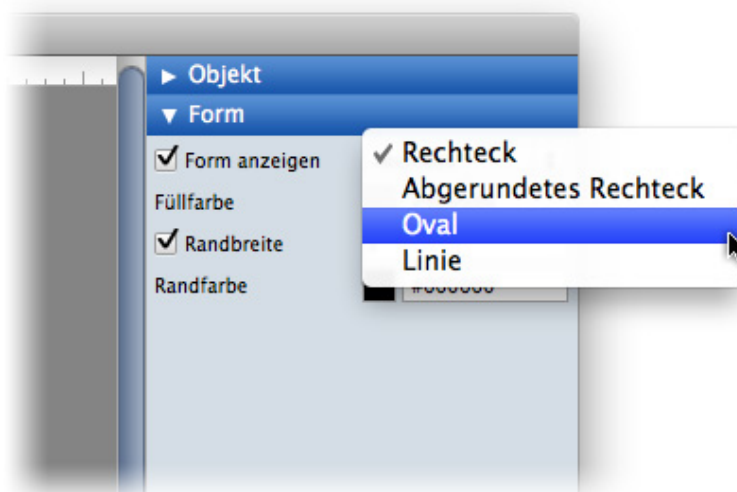 ▶ Objekt
▼ Form
Form anzeigen
✓ Rechteck
Abgerundetes Rechteck
Füllfarbe
Oval
Randbreite
Linie
Randfarbe